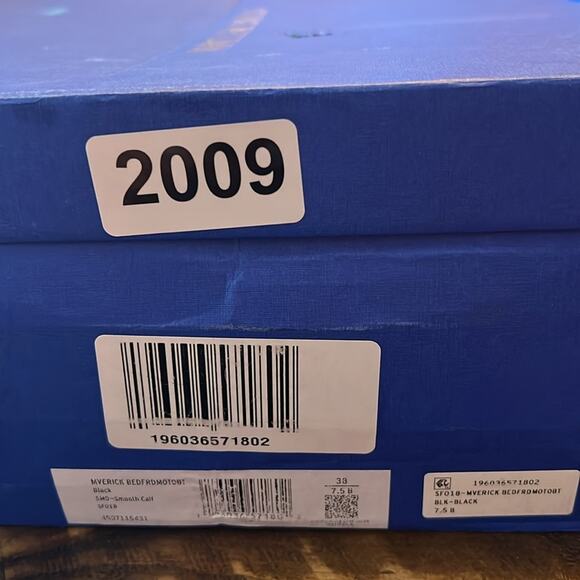 2009
196036571802
MVERICK BEDFRDMOTOBT
Black
SMO-Smooth Calf
SF018
4527115431
38
7.5 B
196036571802
SF018-MVERICK BEDFRDMOTOBT
BLK-BLACK
7.5 B